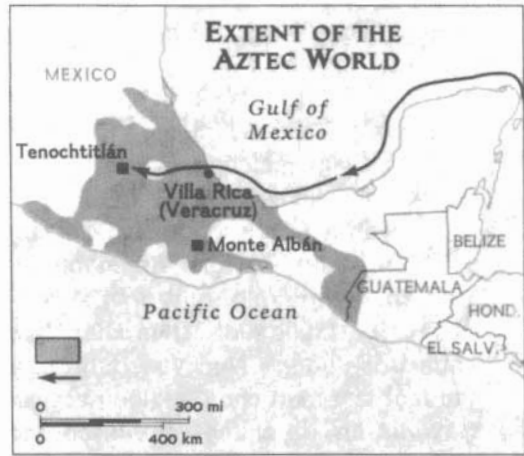 EXTENT OF THE
AZTEC WORLD
MEXICO
Gulf of
Mexico
Tenochtitlán
Villa Rica
(Veracruz)
Monte Albán
BELIZE
GUATEMALA
HOND.
EL SALV.
Pacific Ocean
0 300 mi
0 400 km